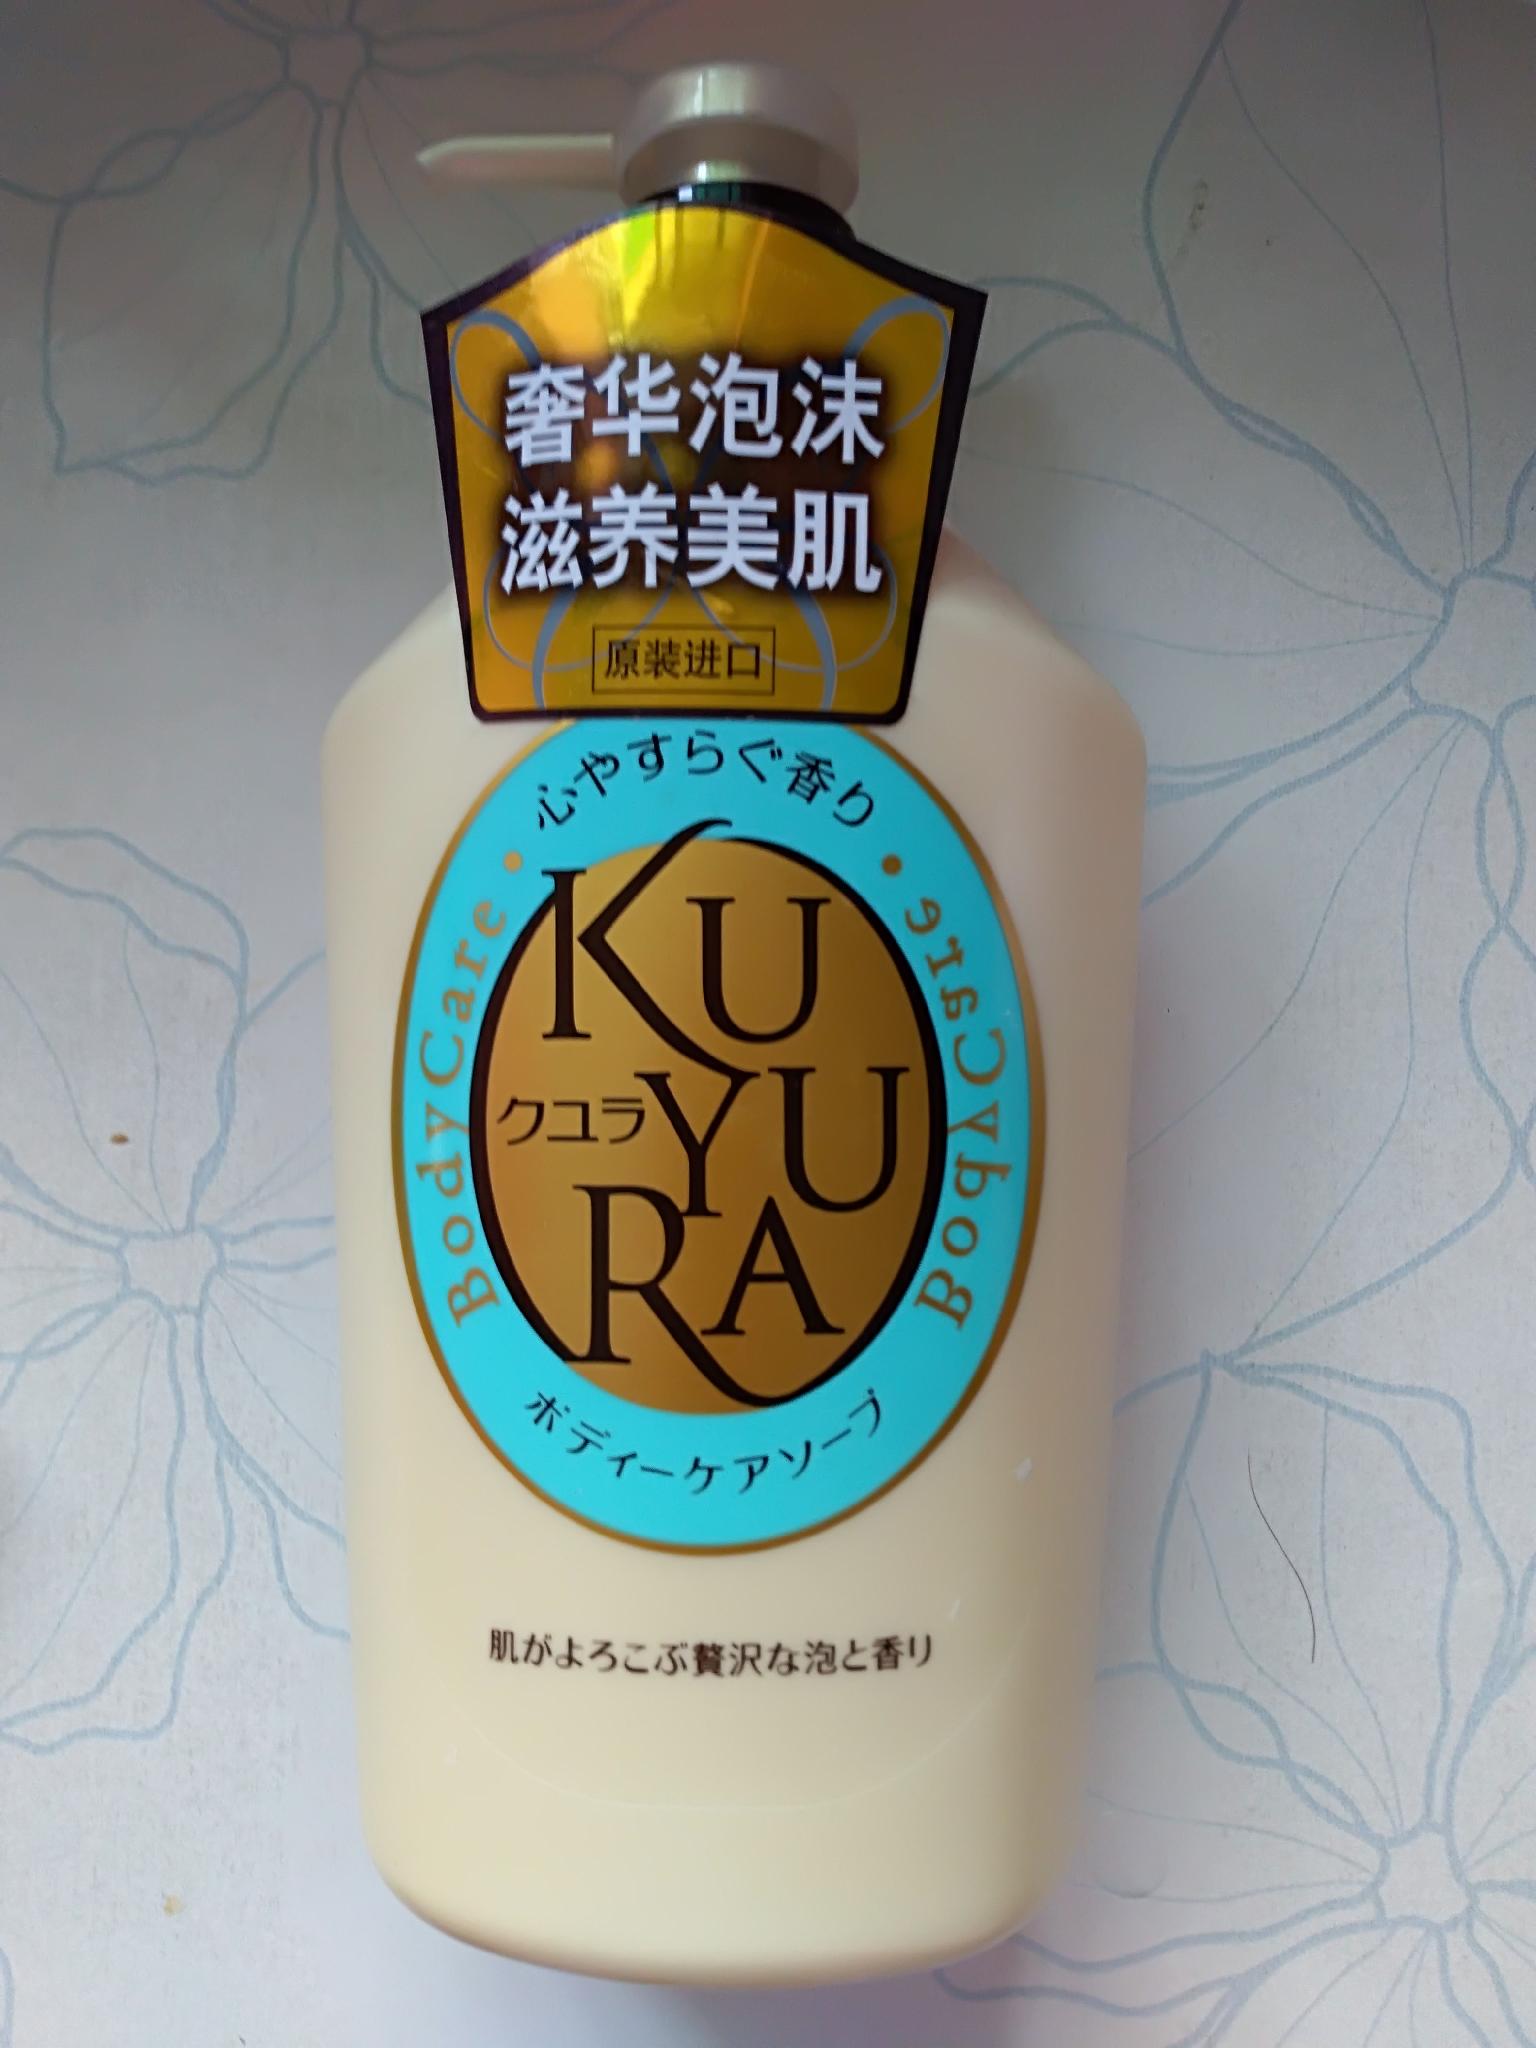 奢华泡沫
滋养美肌
原装进口
心やすらぐ香り
BodyCare
KU
クユラ
YU
RA
BodyCare
ボディーケアソープ
肌がよろこぶ贅沢な泡と香り